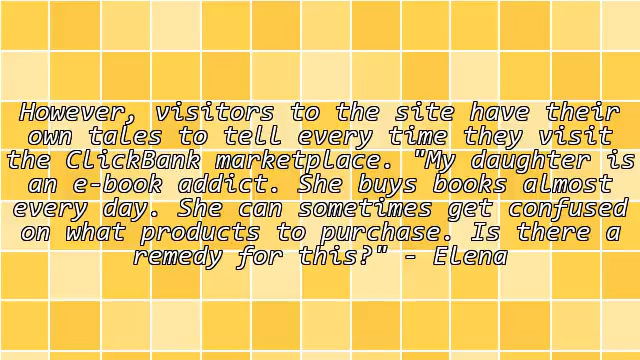 However, visitors to the site have their
own tales to tell every time they visit
the ClickBank marketplace. "My daughter is
an e-book addict. She buys books almost
every day. She can sometimes get confused
on what products to purchase. Is there a
remedy for this?" - Elena